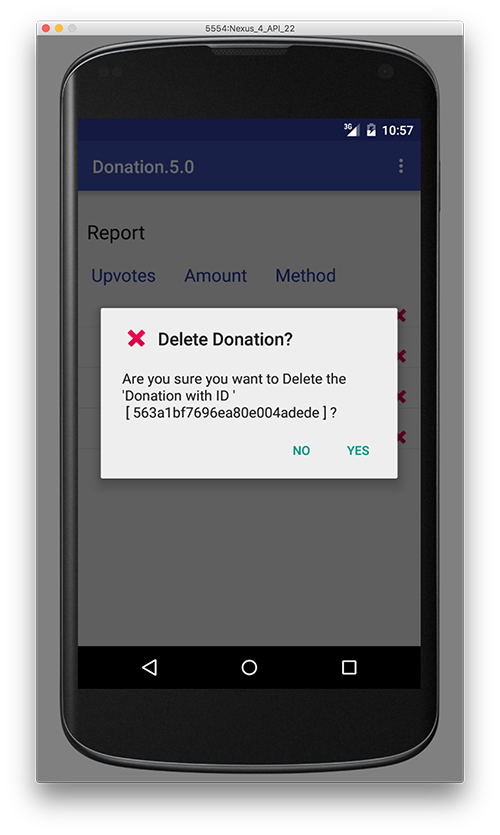 5554:Nexus_4_API_22
3G 10:57
Donation.5.0
Report
Upvotes Amount Method
Delete Donation?
Are you sure you want to Delete the
'Donation with ID '
[ 563a1bf7696ea80e004adede ] ?
NO YES